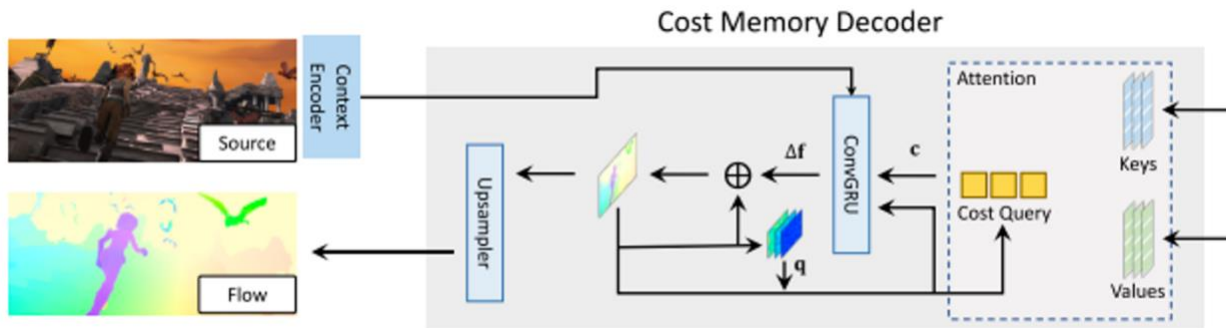 Cost Memory Decoder
Context
Encoder
Source
Attention
Keys
ConvGRU
c
Δf
Cost Query
Upsampler
q
Flow
Values